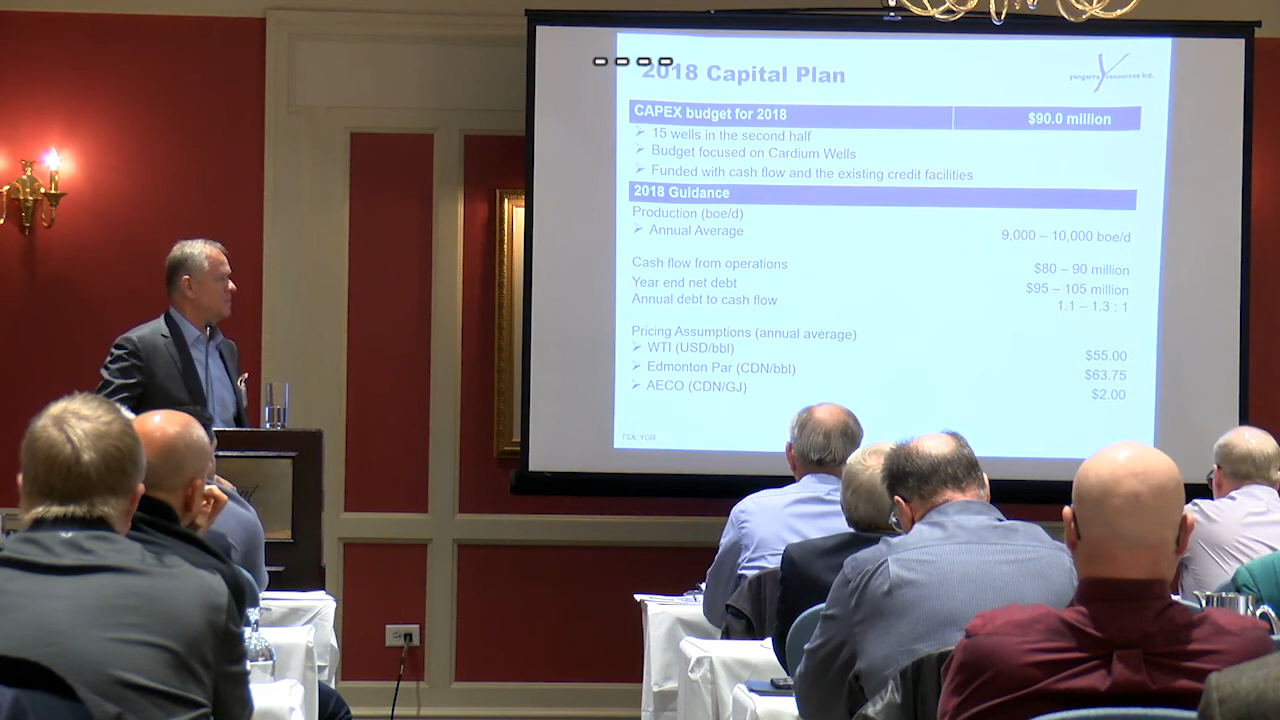 2018 Capital Plan
yangarra resources ltd.
CAPEX budget for 2018 $90.0 million
➢ 15 wells in the second half
➢ Budget focused on Cardium Wells
➢ Funded with cash flow and the existing credit facilities
2018 Guidance
Production (boe/d)
➢ Annual Average 9,000 – 10,000 boe/d
Cash flow from operations $80 – 90 million
Year end net debt $95 – 105 million
Annual debt to cash flow 1.1 – 1.3 : 1
Pricing Assumptions (annual average)
➢ WTI (USD/bbl) $55.00
➢ Edmonton Par (CDN/bbl) $63.75
➢ AECO (CDN/GJ) $2.00
TSX: YGR